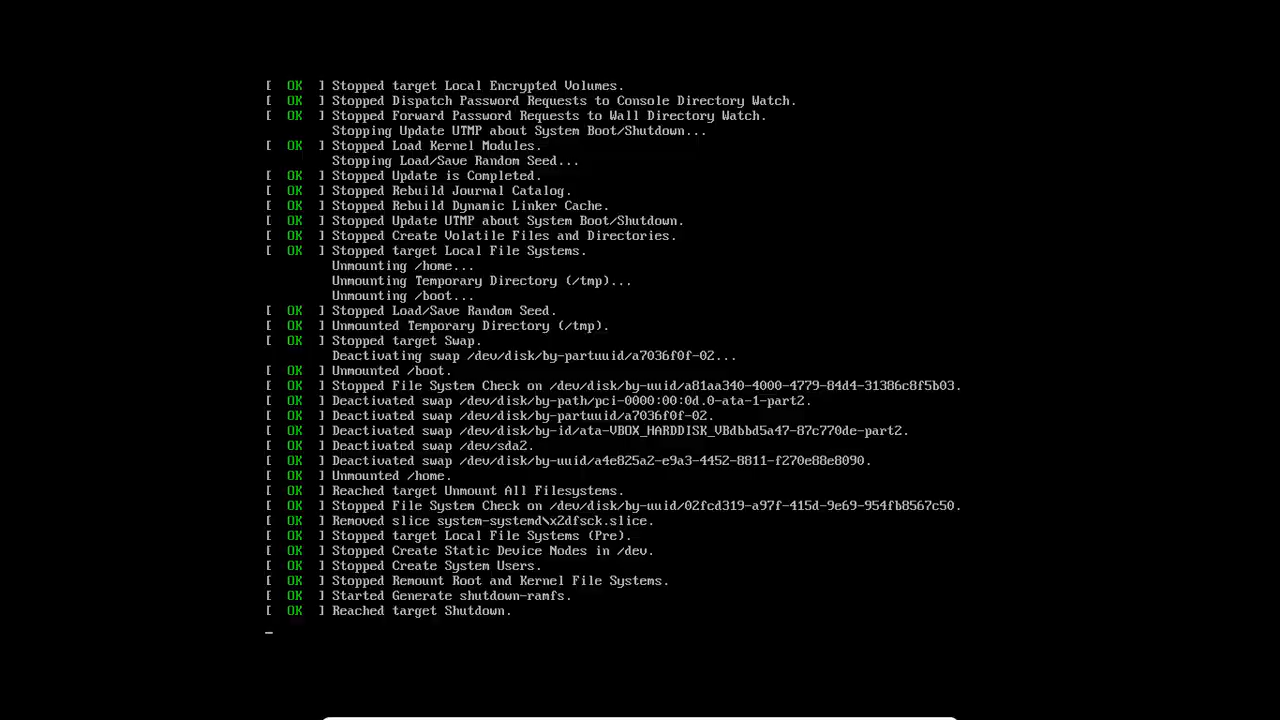 [  OK  ] Stopped target Local Encrypted Volumes.
[  OK  ] Stopped Dispatch Password Requests to Console Directory Watch.
[  OK  ] Stopped Forward Password Requests to Wall Directory Watch.
Stopping Update UTMP about System Boot/Shutdown...
[  OK  ] Stopped Load Kernel Modules.
Stopping Load/Save Random Seed...
[  OK  ] Stopped Update is Completed.
[  OK  ] Stopped Rebuild Journal Catalog.
[  OK  ] Stopped Rebuild Dynamic Linker Cache.
[  OK  ] Stopped Update UTMP about System Boot/Shutdown.
[  OK  ] Stopped Create Volatile Files and Directories.
[  OK  ] Stopped target Local File Systems.
Unmounting /home...
Unmounting Temporary Directory (/tmp)...
Unmounting /boot...
[  OK  ] Stopped Load/Save Random Seed.
[  OK  ] Unmounted Temporary Directory (/tmp).
[  OK  ] Stopped target Swap.
Deactivating swap /dev/disk/by-partuuid/a7036f0f-02...
[  OK  ] Unmounted /boot.
[  OK  ] Stopped File System Check on /dev/disk/by-uuid/a81aa340-4000-4779-84d4-31386c8f5b03.
[  OK  ] Deactivated swap /dev/disk/by-path/pci-0000:00:0d.0-ata-1-part2.
[  OK  ] Deactivated swap /dev/disk/by-partuuid/a7036f0f-02.
[  OK  ] Deactivated swap /dev/disk/by-id/ata-VBOX_HARDDISK_VBdbbd5a47-87c770de-part2.
[  OK  ] Deactivated swap /dev/sda2.
[  OK  ] Deactivated swap /dev/disk/by-uuid/a4e825a2-e9a3-4452-8811-f270e88e8090.
[  OK  ] Unmounted /home.
[  OK  ] Reached target Unmount All Filesystems.
[  OK  ] Stopped File System Check on /dev/disk/by-uuid/02fcd319-a97f-415d-9e69-954fb8567c50.
[  OK  ] Removed slice system-systemd\x2dfsck.slice.
[  OK  ] Stopped target Local File Systems (Pre).
[  OK  ] Stopped Create Static Device Nodes in /dev.
[  OK  ] Stopped Create System Users.
[  OK  ] Stopped Remount Root and Kernel File Systems.
[  OK  ] Started Generate shutdown-ramfs.
[  OK  ] Reached target Shutdown.